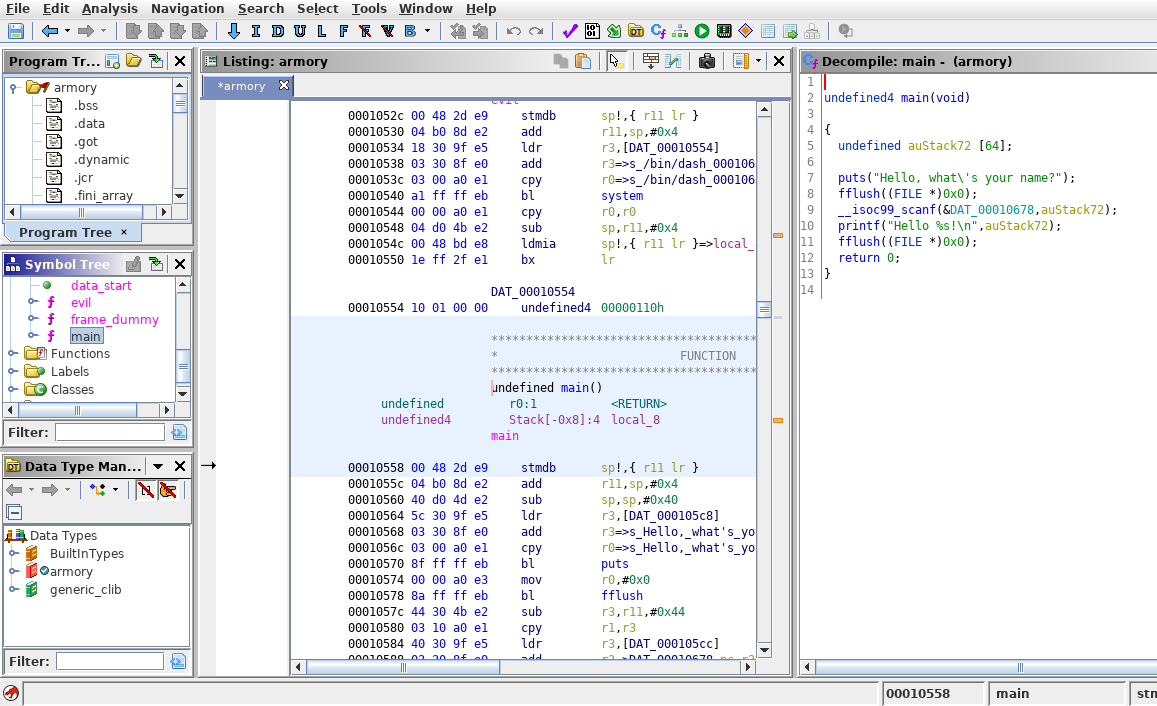 File Edit Analysis Navigation Search Select Tools Window Help
I D U L F R V B
Program Tr...
armory
.bss
.data
.got
.dynamic
.jcr
.fini_array
Program Tree ×
Symbol Tree
data_start
evil
frame_dummy
main
Functions
Labels
Classes
Filter:
Data Type Man...
Data Types
BuiltInTypes
armory
generic_clib
Filter:
Listing: armory
*armory
evil
0001052c 00 48 2d e9 stmdb sp!,{ r11 lr }
00010530 04 b0 8d e2 add r11,sp,#0x4
00010534 18 30 9f e5 ldr r3,[DAT_00010554]
00010538 03 30 8f e0 add r3=>s_/bin/dash_000106
0001053c 03 00 a0 e1 cpy r0=>s_/bin/dash_000106
00010540 a1 ff ff eb bl system
00010544 00 00 a0 e1 cpy r0,r0
00010548 04 d0 4b e2 sub sp,r11,#0x4
0001054c 00 48 bd e8 ldmia sp!,{ r11 lr }=>local_
00010550 1e ff 2f e1 bx lr
DAT_00010554
00010554 10 01 00 00 undefined4 00000110h
**************************************
* FUNCTION
**************************************
undefined main()
undefined r0:1 <RETURN>
undefined4 Stack[-0x8]:4 local_8
main
00010558 00 48 2d e9 stmdb sp!,{ r11 lr }
0001055c 04 b0 8d e2 add r11,sp,#0x4
00010560 40 d0 4d e2 sub sp,sp,#0x40
00010564 5c 30 9f e5 ldr r3,[DAT_000105c8]
00010568 03 30 8f e0 add r3=>s_Hello,_what's_yo
0001056c 03 00 a0 e1 cpy r0=>s_Hello,_what's_yo
00010570 8f ff ff eb bl puts
00010574 00 00 a0 e3 mov r0,#0x0
00010578 8a ff ff eb bl fflush
0001057c 44 30 4b e2 sub r3,r11,#0x44
00010580 03 10 a0 e1 cpy r1,r3
00010584 40 30 9f e5 ldr r3,[DAT_000105cc]
Decompile: main - (armory)
1
2 undefined4 main(void)
3
4 {
5 undefined auStack72 [64];
6
7 puts("Hello, what\'s your name?");
8 fflush((FILE *)0x0);
9 __isoc99_scanf(&DAT_00010678,auStack72);
10 printf("Hello %s!\n",auStack72);
11 fflush((FILE *)0x0);
12 return 0;
13 }
14
00010558 main stm